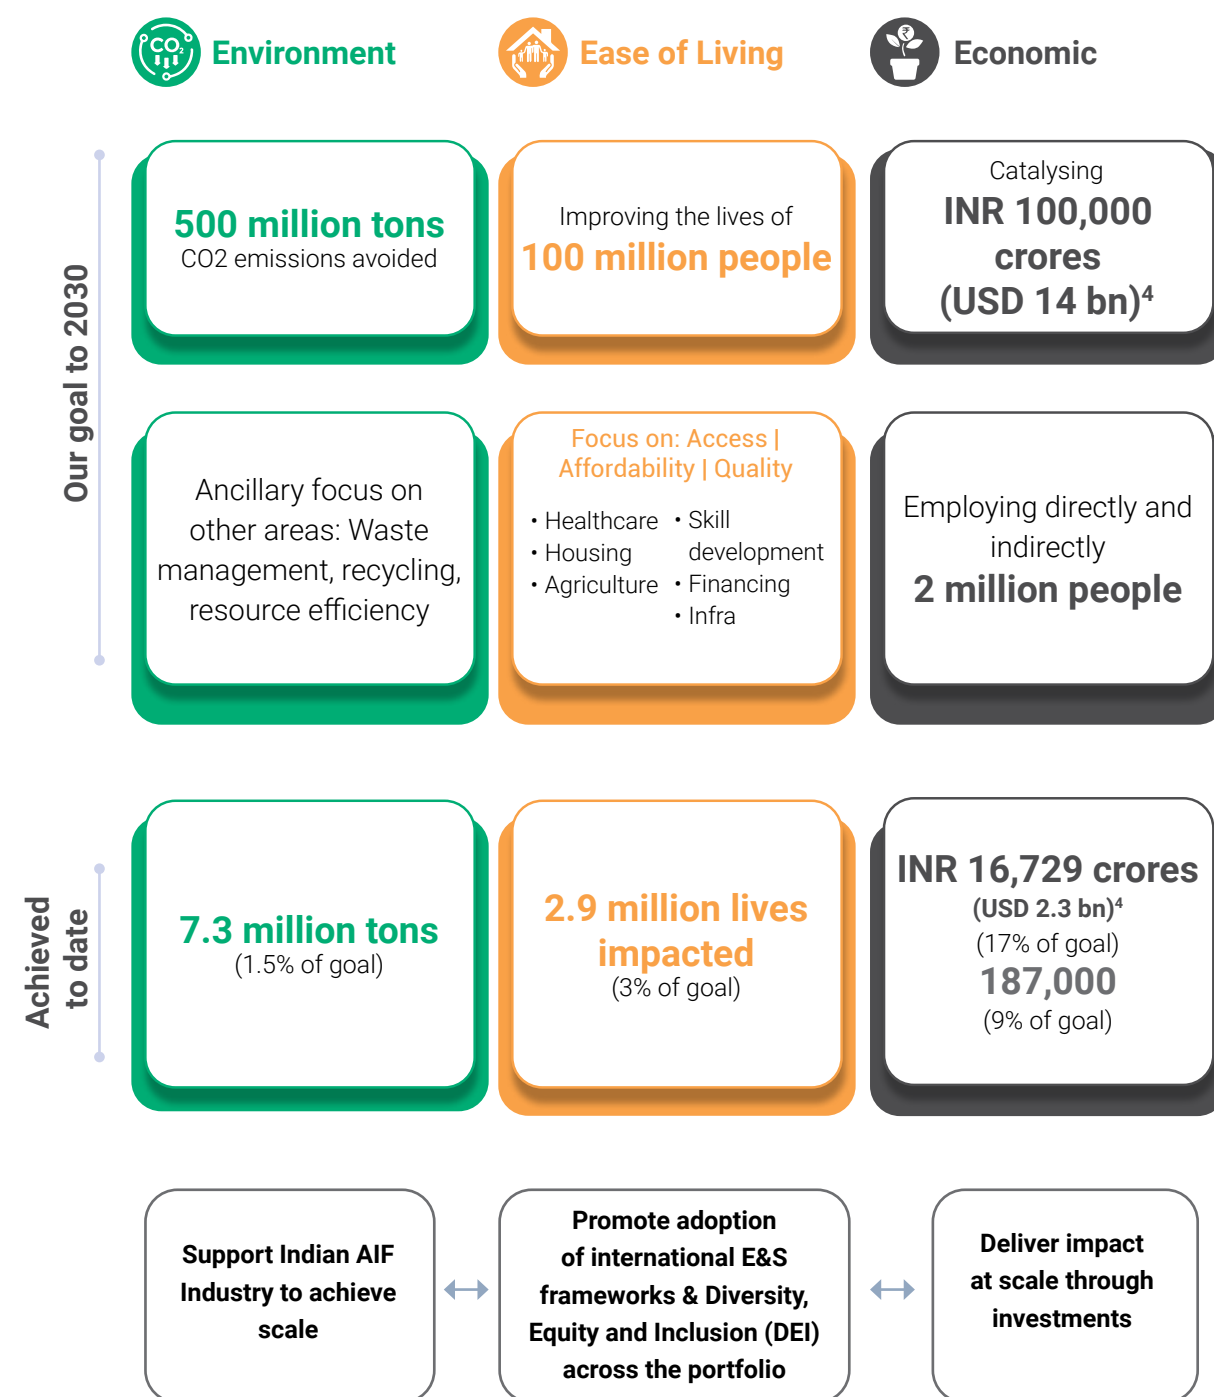 CO2
Environment
Ease of Living
₹
Economic
Our goal to 2030
500 million tons
CO2 emissions avoided
Improving the lives of
100 million people
Catalysing
INR 100,000
crores
(USD 14 bn)4
Ancillary focus on
other areas: Waste
management, recycling,
resource efficiency
Focus on: Access |
Affordability | Quality
• Healthcare
• Housing
• Agriculture
• Skill
development
• Financing
• Infra
Employing directly and
indirectly
2 million people
Achieved
to date
7.3 million tons
(1.5% of goal)
2.9 million lives
impacted
(3% of goal)
INR 16,729 crores
(USD 2.3 bn)4
(17% of goal)
187,000
(9% of goal)
Support Indian AIF
Industry to achieve
scale
Promote adoption
of international E&S
frameworks & Diversity,
Equity and Inclusion (DEI)
across the portfolio
Deliver impact
at scale through
investments